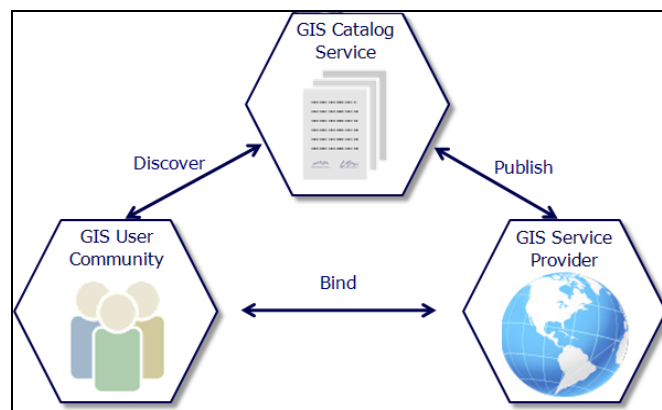 GIS Catalog
Service
Discover
Publish
GIS User
Community
GIS Service
Provider
Bind